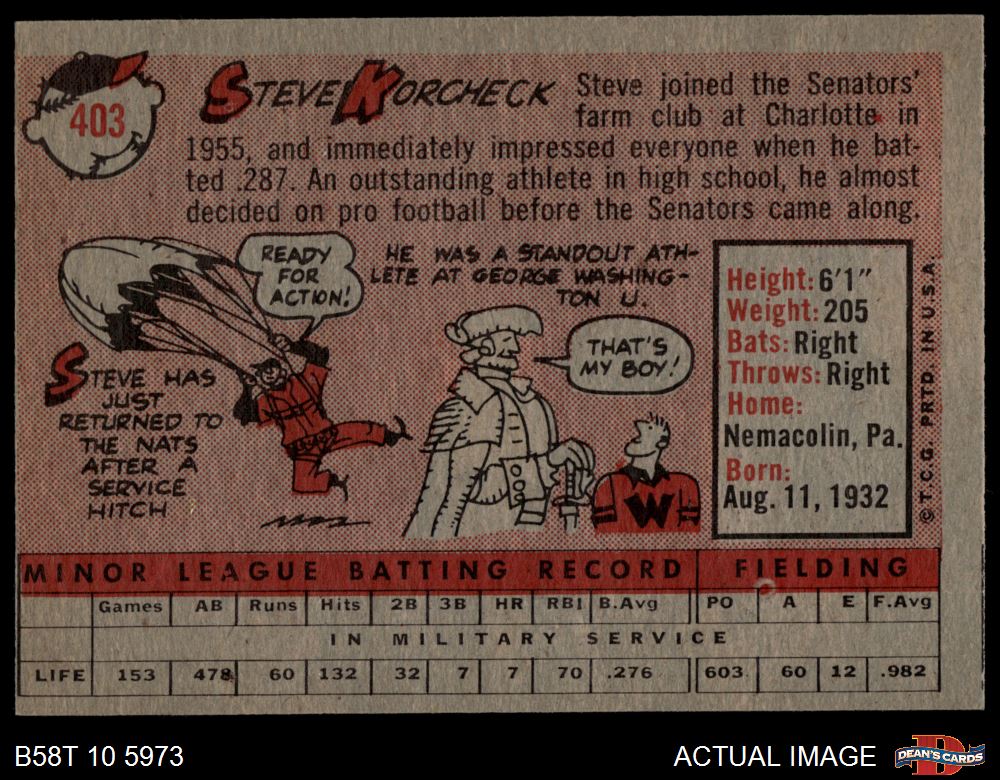 403
STEVE KORCHECK
Steve joined the Senators'
farm club at Charlotte in
1955, and immediately impressed everyone when he bat-
ted .287. An outstanding athlete in high school, he almost
decided on pro football before the Senators came along.
READY
FOR
ACTION!
STEVE HAS
JUST
RETURNED TO
THE NATS
AFTER A
SERVICE
HITCH
HE WAS A STANDOUT ATH-
LETE AT GEORGE WASHING-
TON U.
THAT'S
MY BOY!
W
Height: 6'1"
Weight: 205
Bats: Right
Throws: Right
Home:
Nemacolin, Pa.
Born:
Aug. 11, 1932
© T.C.G. PRTD. IN U.S.A.
MINOR LEAGUE BATTING RECORD FIELDING
Games AB Runs Hits 2B 3B HR RBI B.Avg PO A E F.Avg
IN MILITARY SERVICE
LIFE 153 478 60 132 32 7 7 70 .276 603 60 12 .982
B58T 10 5973
ACTUAL IMAGE
DEAN'S CARDS